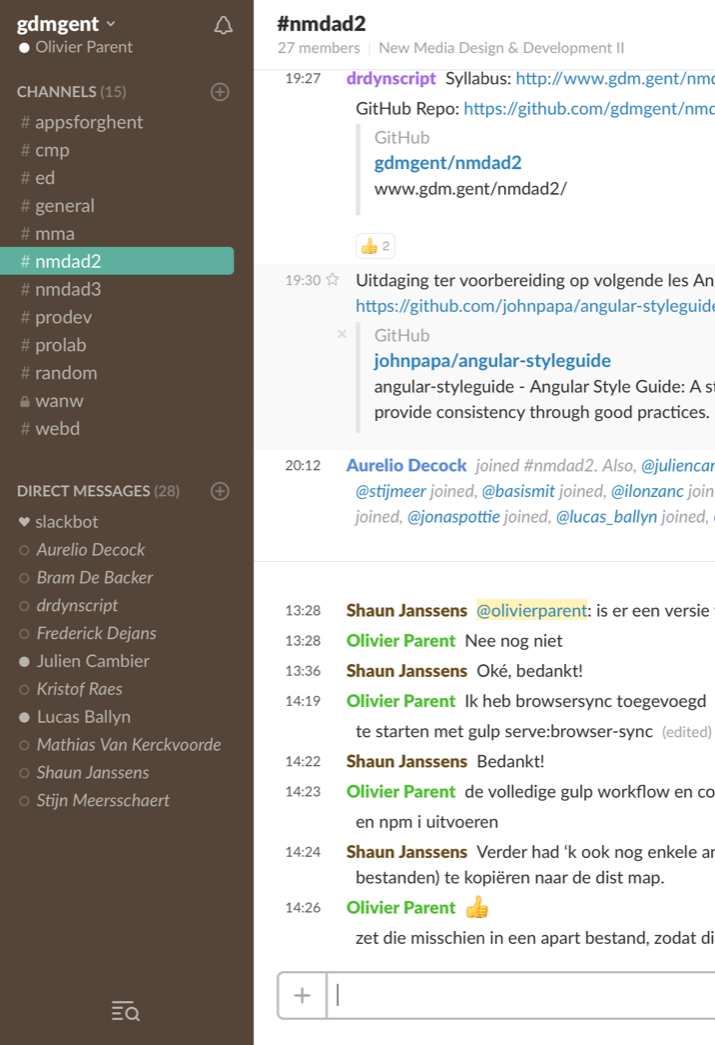 gdmgent
Olivier Parent
CHANNELS (15)
# appsforghent
# cmp
# ed
# general
# mma
# nmdad2
# nmdad3
# prodev
# prolab
# random
wanw
# webd
DIRECT MESSAGES (28)
slackbot
Aurelio Decock
Bram De Backer
drdynscript
Frederick Dejans
Julien Cambier
Kristof Raes
Lucas Ballyn
Mathias Van Kerckvoorde
Shaun Janssens
Stijn Meersschaert
#nmdad2
27 members | New Media Design & Development II
19:27 drdynscript Syllabus: http://www.gdm.gent/nmd
GitHub Repo: https://github.com/gdmgent/nmd
GitHub
gdmgent/nmdad2
www.gdm.gent/nmdad2/
👍 2
19:30 Uitdaging ter voorbereiding op volgende les An
https://github.com/johnpapa/angular-styleguide
GitHub
johnpapa/angular-styleguide
angular-styleguide - Angular Style Guide: A st
provide consistency through good practices.
20:12 Aurelio Decock joined #nmdad2. Also, @juliencar
@stijmeer joined, @basismit joined, @ilonzanc join
joined, @jonaspottie joined, @lucas_ballyn joined,
13:28 Shaun Janssens @olivierparent: is er een versie
13:28 Olivier Parent Nee nog niet
13:36 Shaun Janssens Oké, bedankt!
14:19 Olivier Parent Ik heb browsersync toegevoegd
te starten met gulp serve:browser-sync (edited)
14:22 Shaun Janssens Bedankt!
14:23 Olivier Parent de volledige gulp workflow en co
en npm i uitvoeren
14:24 Shaun Janssens Verder had ‘k ook nog enkele
bestanden) te kopiëren naar de dist map.
14:26 Olivier Parent 👍
zet die misschien in een apart bestand, zodat di